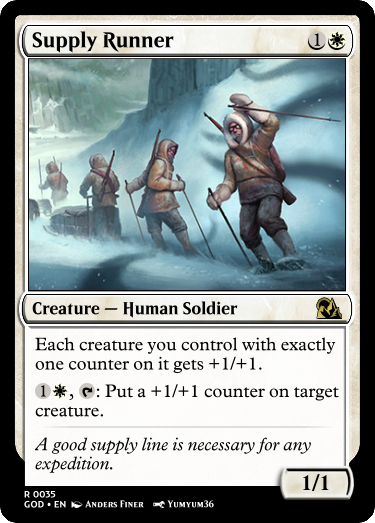 Supply Runner
1
Creature — Human Soldier
Each creature you control with exactly
one counter on it gets +1/+1.
1, : Put a +1/+1 counter on target
creature.
A good supply line is necessary for any
expedition.
1/1
R 0035
GOD • EN Anders Finer Yumyum36